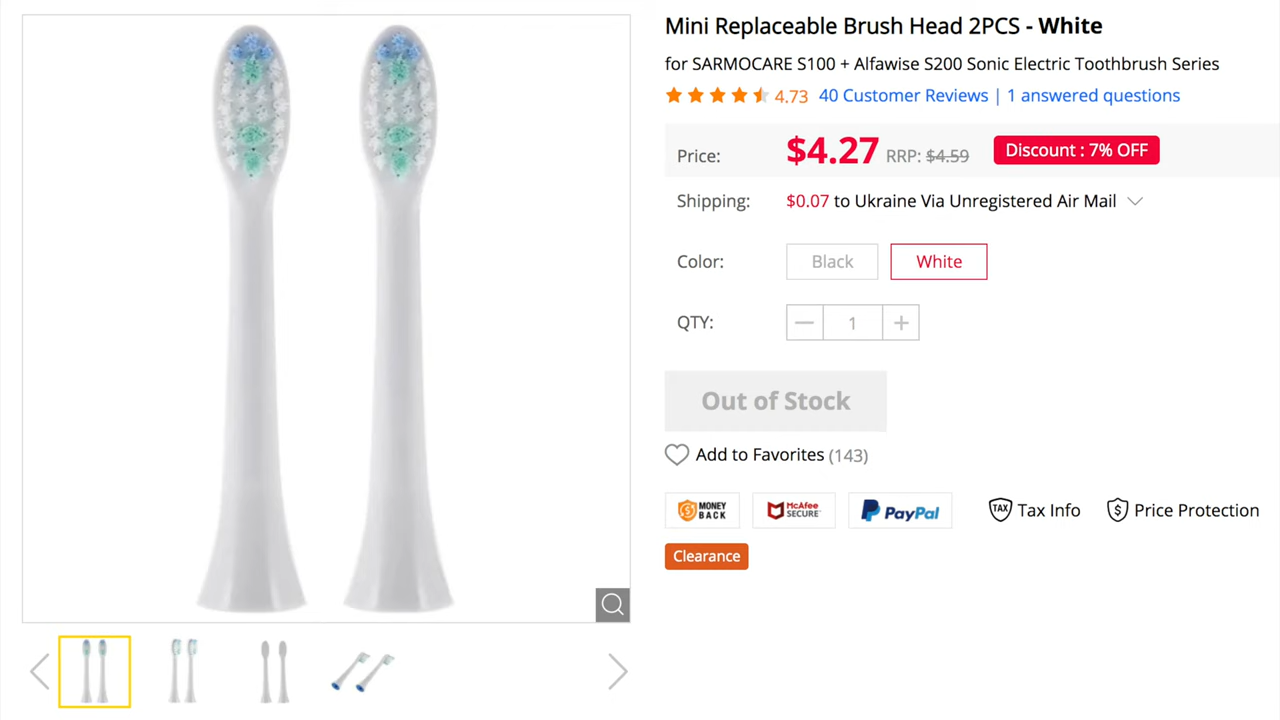 Mini Replaceable Brush Head 2PCS - White
for SARMOCARE S100 + Alfawise S200 Sonic Electric Toothbrush Series
4.73 40 Customer Reviews | 1 answered questions
Price: $4.27 RRP: $4.59 Discount : 7% OFF
Shipping: $0.07 to Ukraine Via Unregistered Air Mail
Color: Black White
QTY: 1
Out of Stock
Add to Favorites (143)
MONEY BACK McAfee SECURE PayPal TAX Tax Info $ Price Protection
Clearance